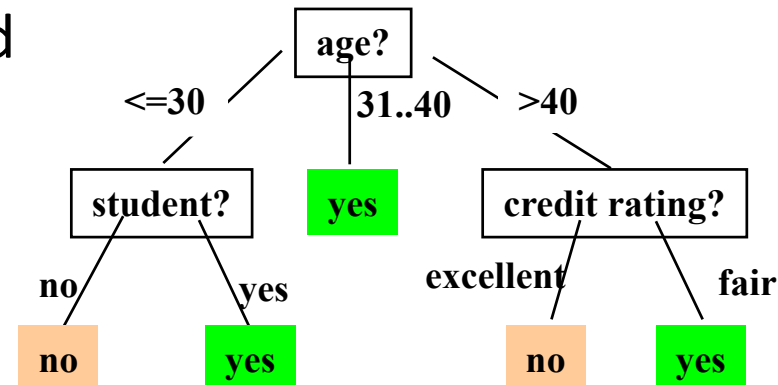 d
age?
<=30
31..40
>40
student?
yes
credit rating?
no
yes
excellent
fair
no
yes
no
yes